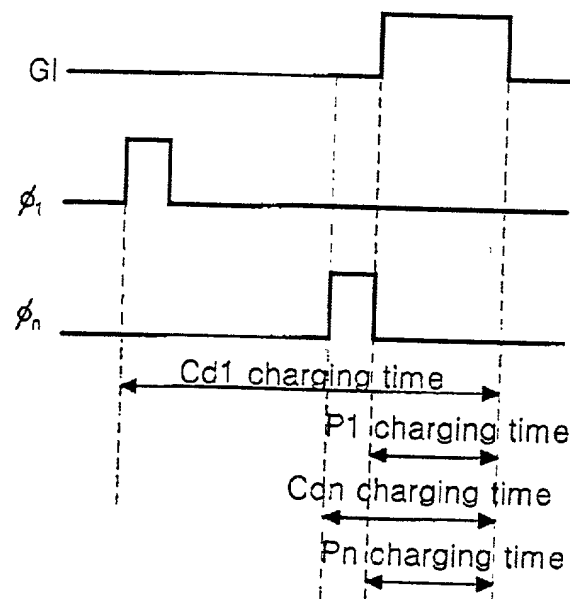 GI
ϕ₁
ϕₙ
Cd1 charging time
P1 charging time
Cdn charging time
Pn charging time